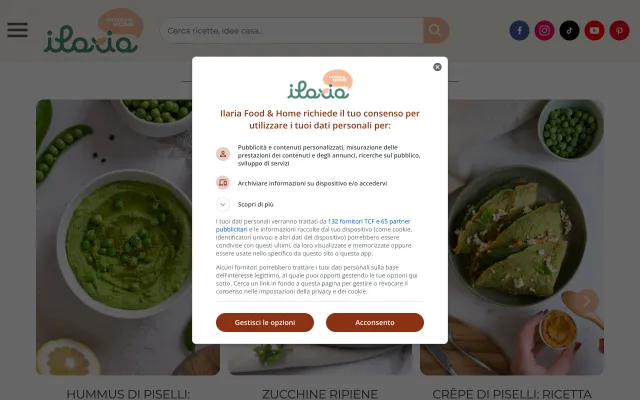 FOOD & HOME
ilaria
Cerca ricette, idee casa...
ilaria
Ilaria Food & Home richiede il tuo consenso per
utilizzare i tuoi dati personali per:
Pubblicità e contenuti personalizzati, misurazione delle
prestazioni dei contenuti e degli annunci, ricerche sul pubblico,
sviluppo di servizi
Archiviare informazioni su dispositivo e/o accedervi
Scopri di più
I tuoi dati personali verranno trattati da 132 fornitori TCF e 65 partner
pubblicitari e le informazioni raccolte dal tuo dispositivo (come cookie,
identificatori univoci e altri dati del dispositivo) potrebbero essere
condivise con questi ultimi, da loro visualizzate e memorizzate oppure
essere usate nello specifico da questo sito o questa app.
Alcuni fornitori potrebbero trattare i tuoi dati personali sulla base
dell'interesse legittimo, al quale puoi opporti gestendo le tue opzioni qui
sotto. Cerca un link in fondo a questa pagina per gestire o revocare il
consenso nelle impostazioni della privacy e dei cookie.
Gestisci le opzioni
Acconsento
HUMMUS DI PISELLI:
ZUCCHINE RIPIENE
CRÊPE DI PISELLI: RICETTA